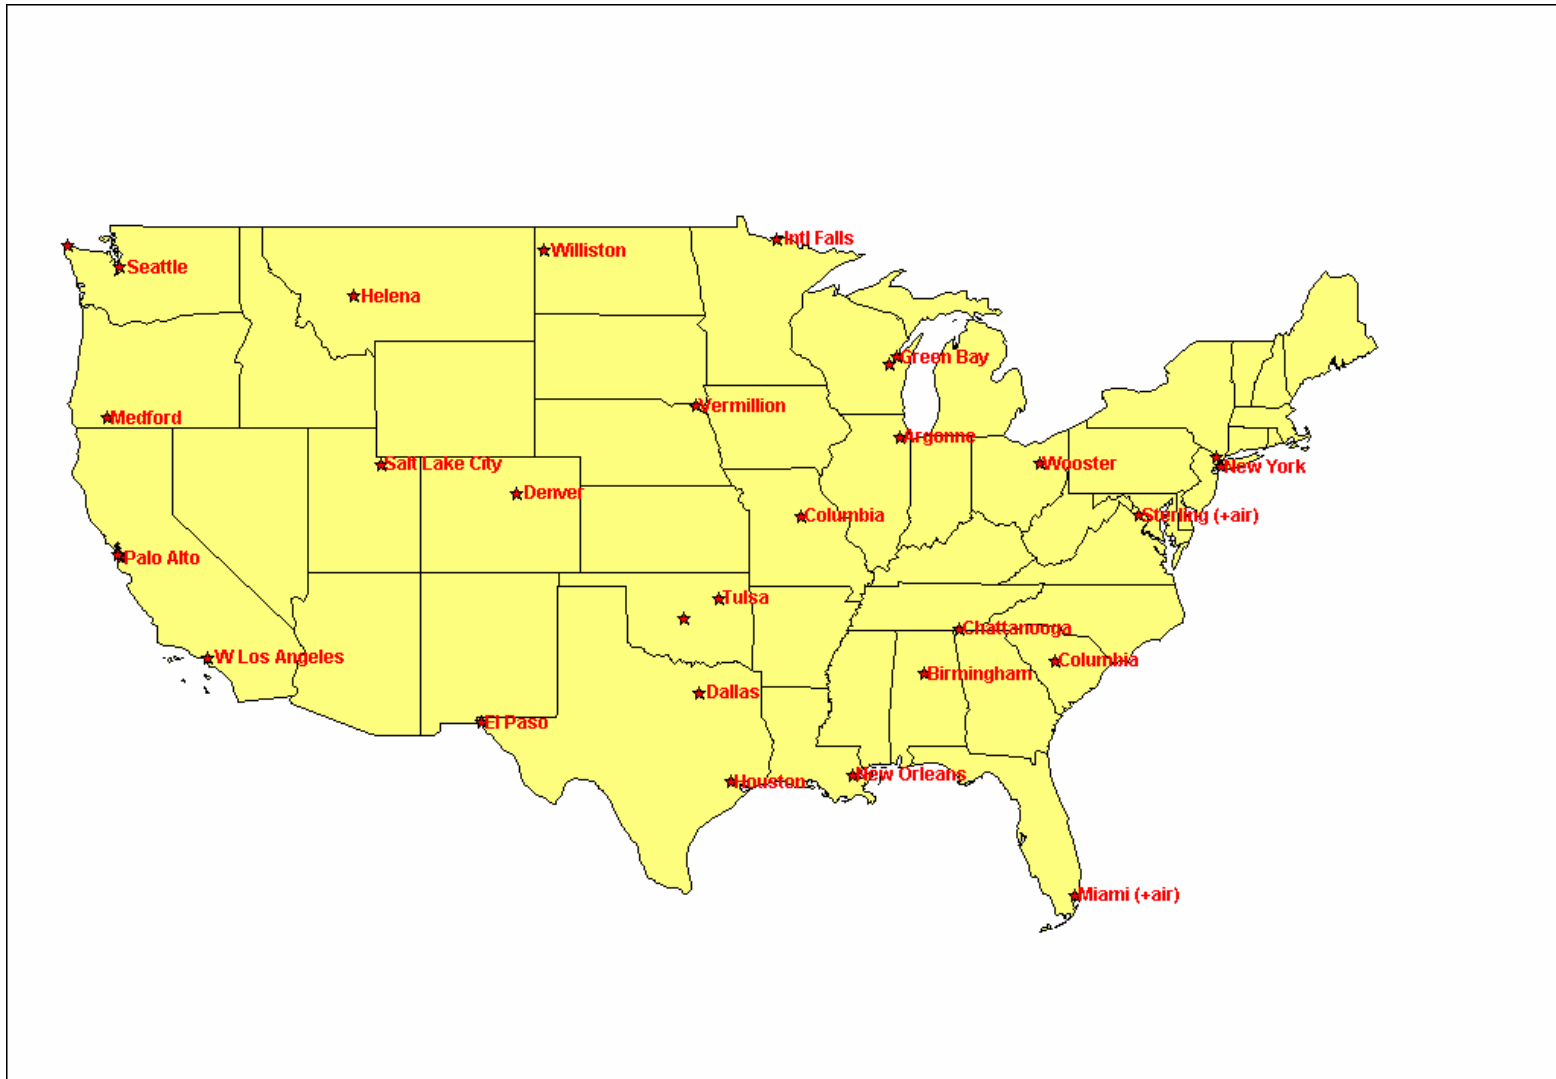 Intl Falls
Williston
Seattle
Helena
Green Bay
Vermillion
Medford
Argonne
Salt Lake City
Wooster
New York
Denver
Columbia
Sterling (+air)
Palo Alto
Tulsa
Chattanooga
W Los Angeles
Columbia
Birmingham
Dallas
El Paso
New Orleans
Houston
Miami (+air)